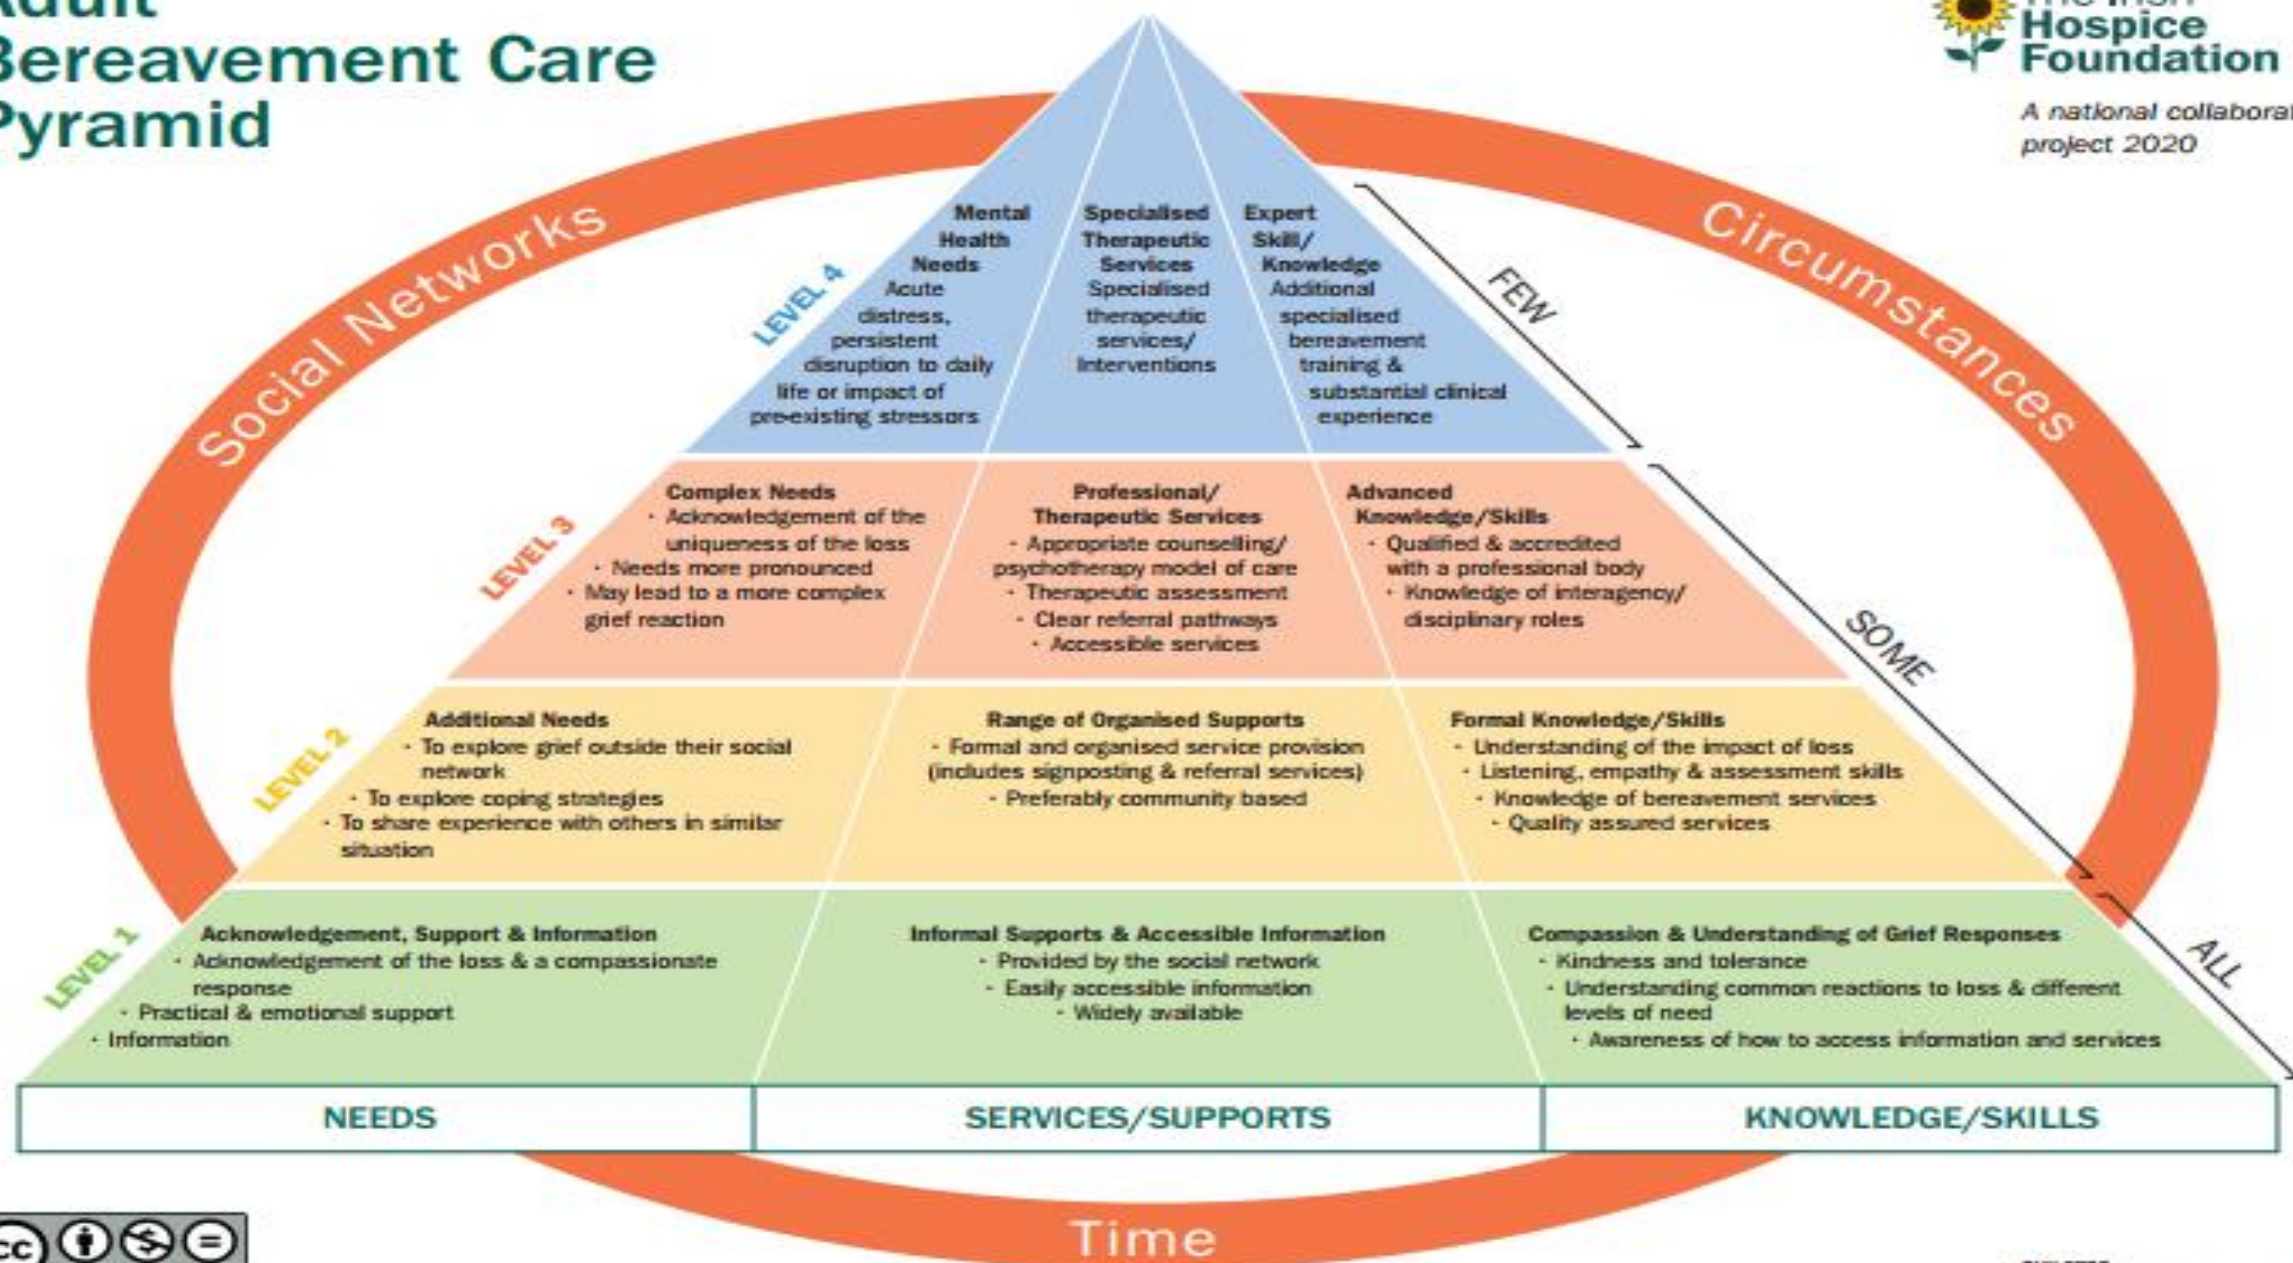 Adult
Bereavement Care
Pyramid
The Irish
Hospice
Foundation
A national collaborat
project 2020
Social Networks
Circumstances
LEVEL 4
Mental
Health
Needs
Acute
distress,
persistent
disruption to daily
life or impact of
pre-existing stressors
Specialised
Therapeutic
Services
Specialised
therapeutic
services/
Interventions
Expert
Skill/
Knowledge
Additional
specialised
bereavement
training &
substantial clinical
experience
FEW
LEVEL 3
Complex Needs
· Acknowledgement of the
uniqueness of the loss
· Needs more pronounced
· May lead to a more complex
grief reaction
Professional/
Therapeutic Services
· Appropriate counselling/
psychotherapy model of care
· Therapeutic assessment
· Clear referral pathways
· Accessible services
Advanced
Knowledge/Skills
· Qualified & accredited
with a professional body
· Knowledge of interagency/
disciplinary roles
SOME
LEVEL 2
Additional Needs
· To explore grief outside their social
network
· To explore coping strategies
· To share experience with others in similar
situation
Range of Organised Supports
· Formal and organised service provision
(includes signposting & referral services)
· Preferably community based
Formal Knowledge/Skills
· Understanding of the impact of loss
· Listening, empathy & assessment skills
· Knowledge of bereavement services
· Quality assured services
LEVEL 1
Acknowledgement, Support & Information
· Acknowledgement of the loss & a compassionate
response
· Practical & emotional support
· Information
Informal Supports & Accessible Information
· Provided by the social network
· Easily accessible information
· Widely available
Compassion & Understanding of Grief Responses
· Kindness and tolerance
· Understanding common reactions to loss & different
levels of need
· Awareness of how to access information and services
ALL
NEEDS
SERVICES/SUPPORTS
KNOWLEDGE/SKILLS
Time
cc